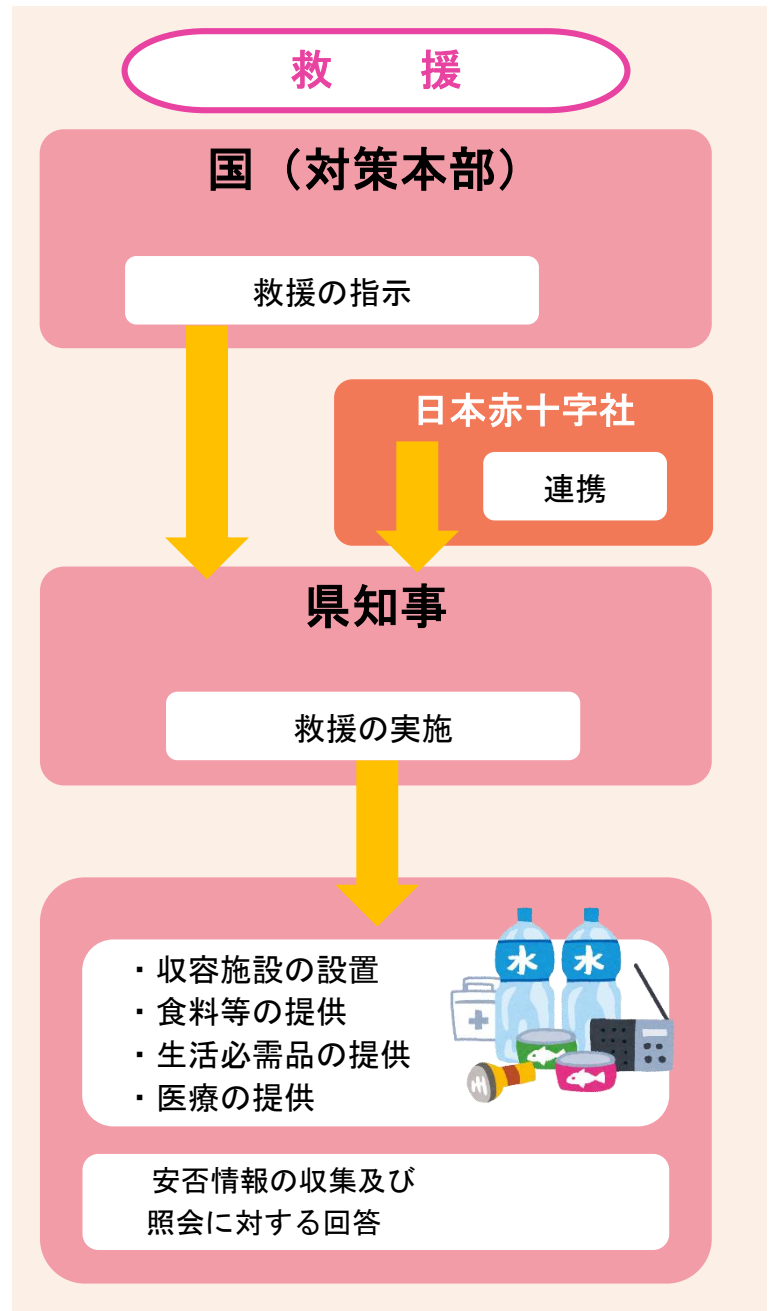 救　　援
国（対策本部）
救援の指示
日本赤十字社
連携
県知事
救援の実施
・収容施設の設置
・食料等の提供
・生活必需品の提供
・医療の提供
水 水
安否情報の収集及び
照会に対する回答